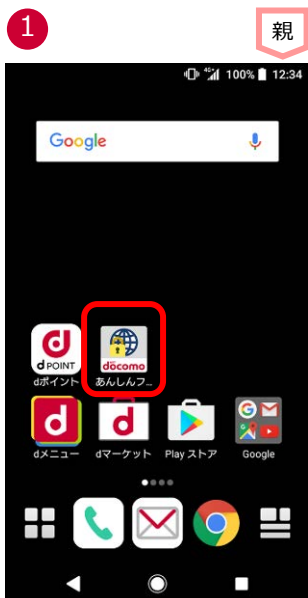 1
親
4G+ 100% 12:34
Google
d POINT
döcomo
dポイント
あんしんフ...
d
d
G
dメニュー
dマーケット
Play ストア
Google